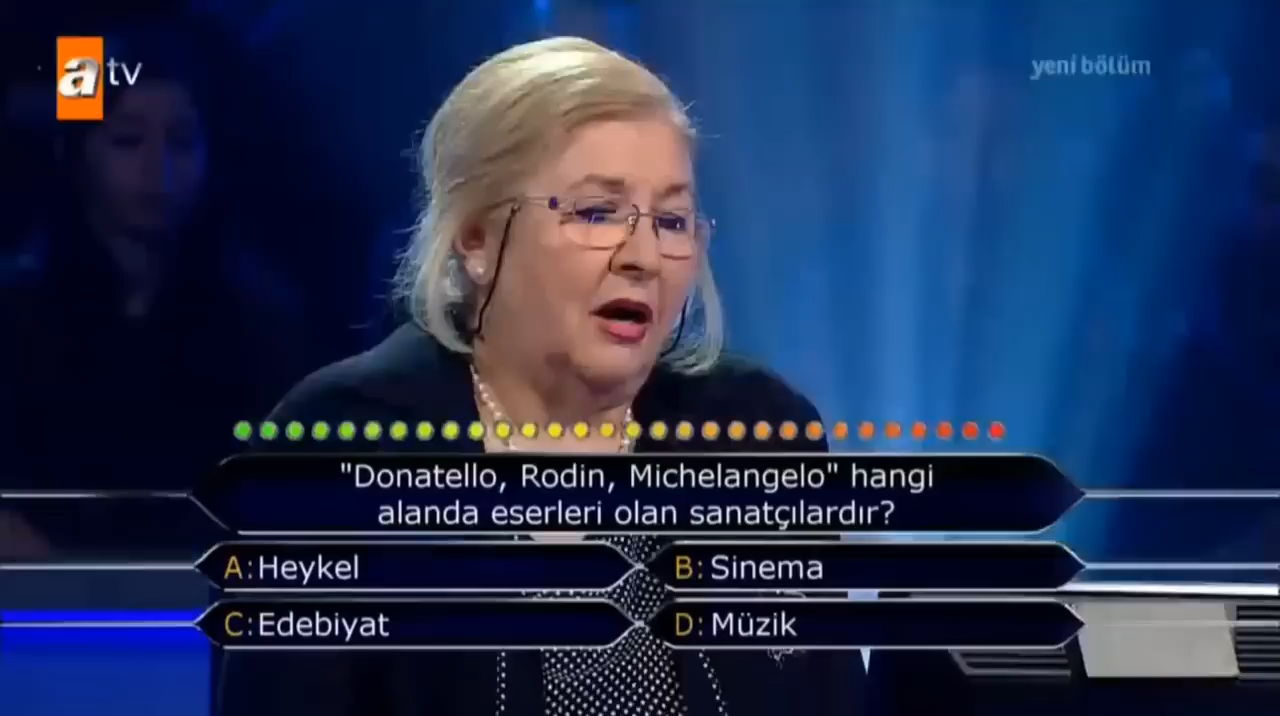 atv
yeni bölüm
"Donatello, Rodin, Michelangelo" hangi
alanda eserleri olan sanatçılardır?
A: Heykel
B: Sinema
C: Edebiyat
D: Müzik